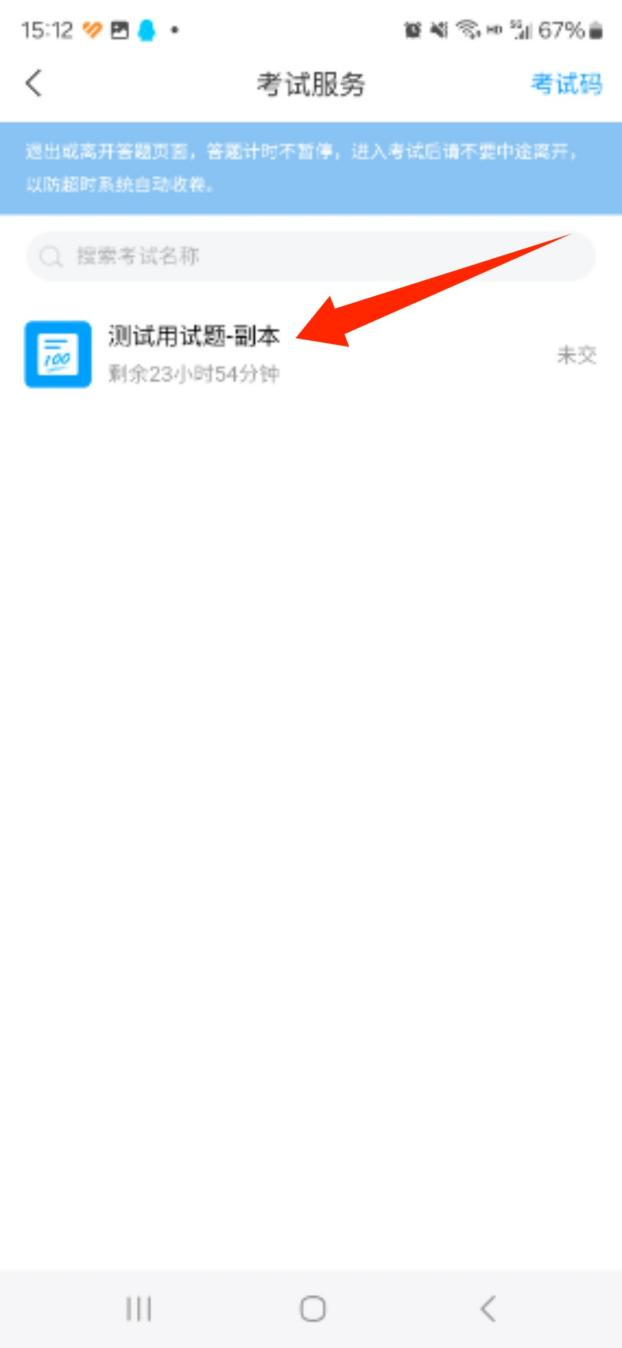 15:12
HD 5G 67%
考试服务
考试码
退出或离开答题页面，答题计时不暂停，进入考试后请不要中途离开，
以防超时系统自动收卷。
搜索考试名称
100
测试用试题-副本
剩余23小时54分钟
未交